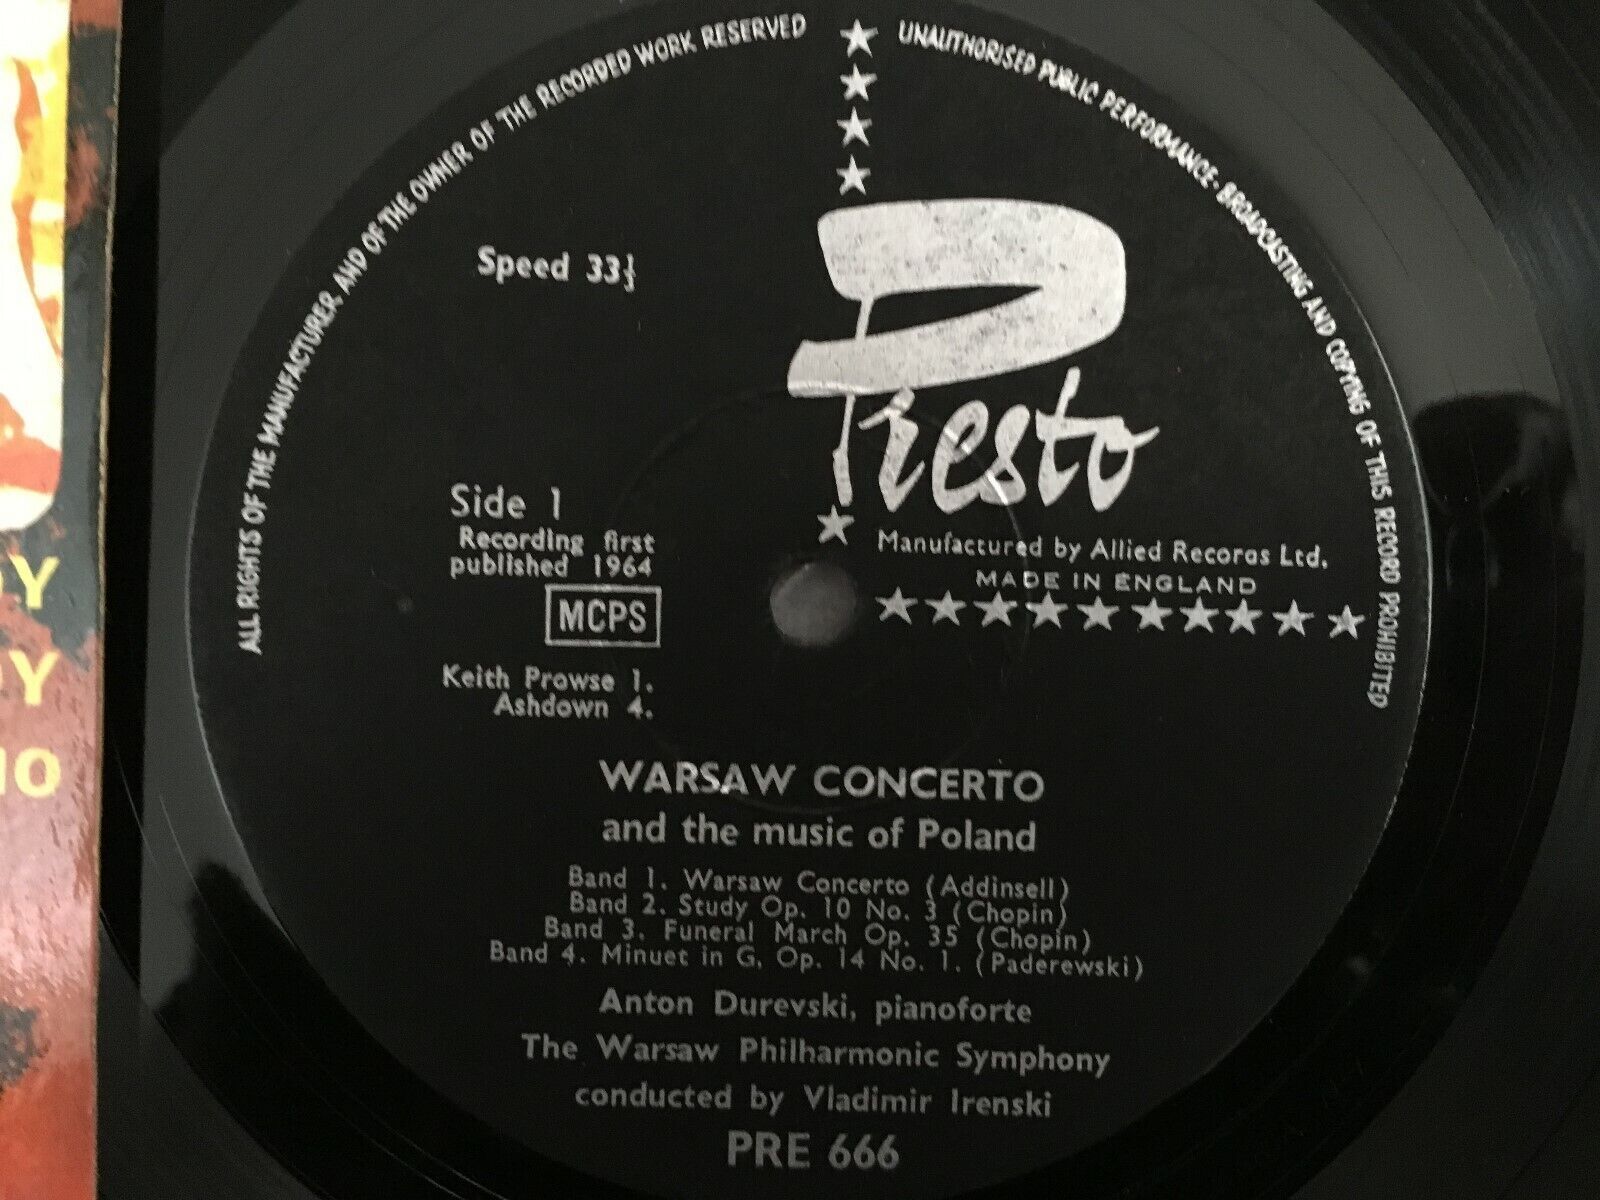 ALL RIGHTS OF THE MANUFACTURER, AND OF THE OWNER OF THE RECORDED WORK RESERVED
UNAUTHORISED PUBLIC PERFORMANCE · BROADCASTING AND COPYING OF THIS RECORD PROHIBITED
Speed 33⅓
Presto
Side 1
Recording first
published 1964
MCPS
Manufactured by Allied Records Ltd.
MADE IN ENGLAND
Keith Prowse 1.
Ashdown 4.
DY
DY
IO
WARSAW CONCERTO
and the music of Poland
Band 1. Warsaw Concerto (Addinsell)
Band 2. Study Op. 10 No. 3 (Chopin)
Band 3. Funeral March Op. 35 (Chopin)
Band 4. Minuet in G, Op. 14 No. 1. (Paderewski)
Anton Durevski, pianoforte
The Warsaw Philharmonic Symphony
conducted by Vladimir Irenski
PRE 666